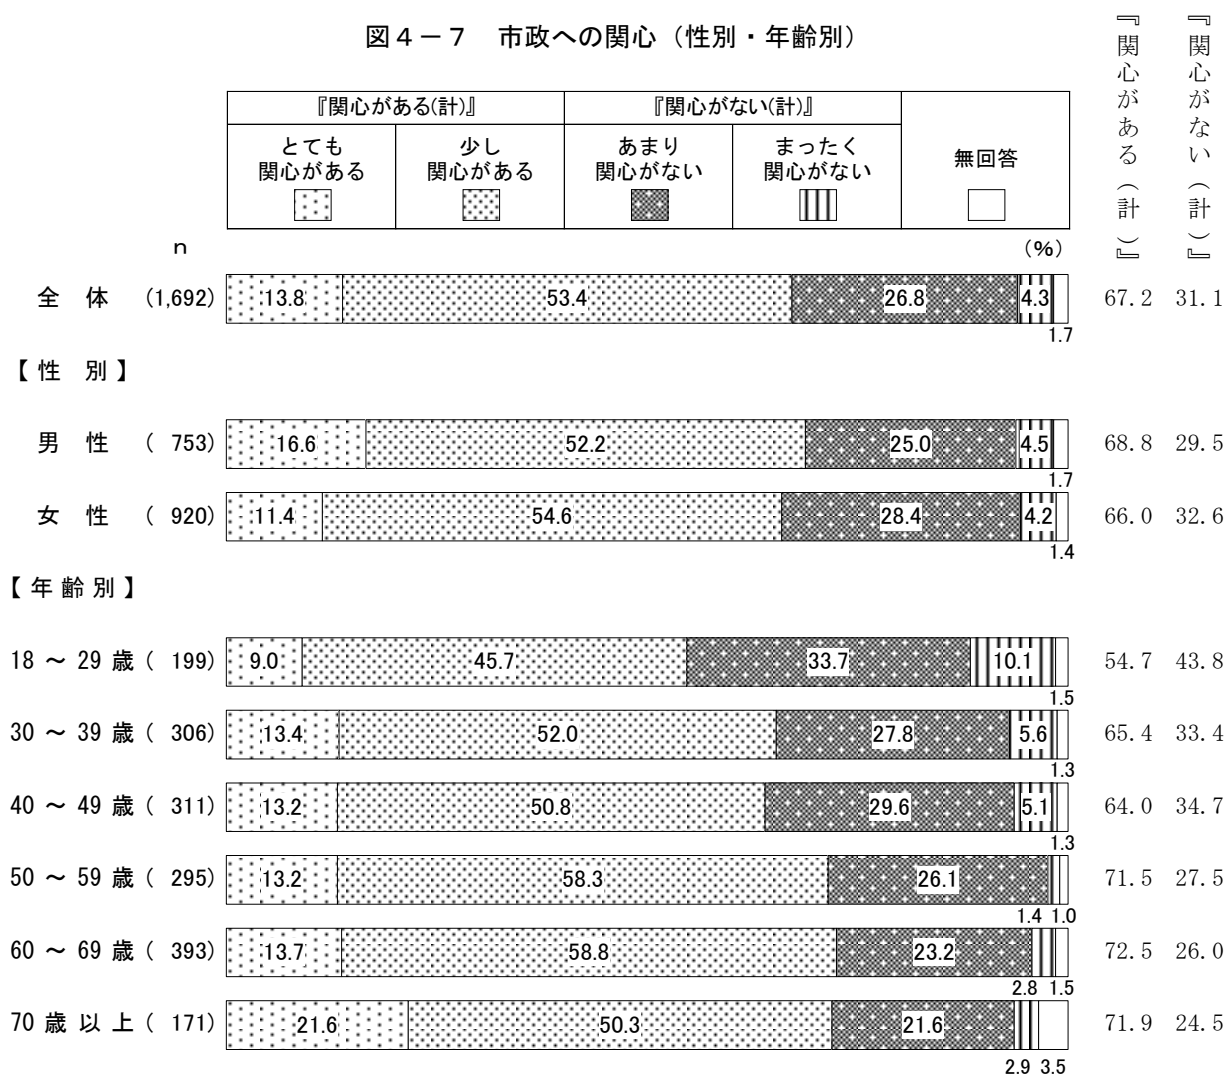 図４－７　市政への関心（性別・年齢別）
『関心がある(計)』 『関心がない(計)』
とても
関心がある
少し
関心がある
あまり
関心がない
まったく
関心がない
無回答
『関心がある（計）』
『関心がない（計）』
n (%)
全体 (1,692) 13.8 53.4 26.8 4.3 67.2 31.1
1.7
【性 別】
男性 ( 753) 16.6 52.2 25.0 4.5 68.8 29.5
1.7
女性 ( 920) 11.4 54.6 28.4 4.2 66.0 32.6
1.4
【年齢別】
18～29歳 ( 199) 9.0 45.7 33.7 10.1 54.7 43.8
1.5
30～39歳 ( 306) 13.4 52.0 27.8 5.6 65.4 33.4
1.3
40～49歳 ( 311) 13.2 50.8 29.6 5.1 64.0 34.7
1.3
50～59歳 ( 295) 13.2 58.3 26.1 71.5 27.5
1.4 1.0
60～69歳 ( 393) 13.7 58.8 23.2 72.5 26.0
2.8 1.5
70歳以上 ( 171) 21.6 50.3 21.6 71.9 24.5
2.9 3.5